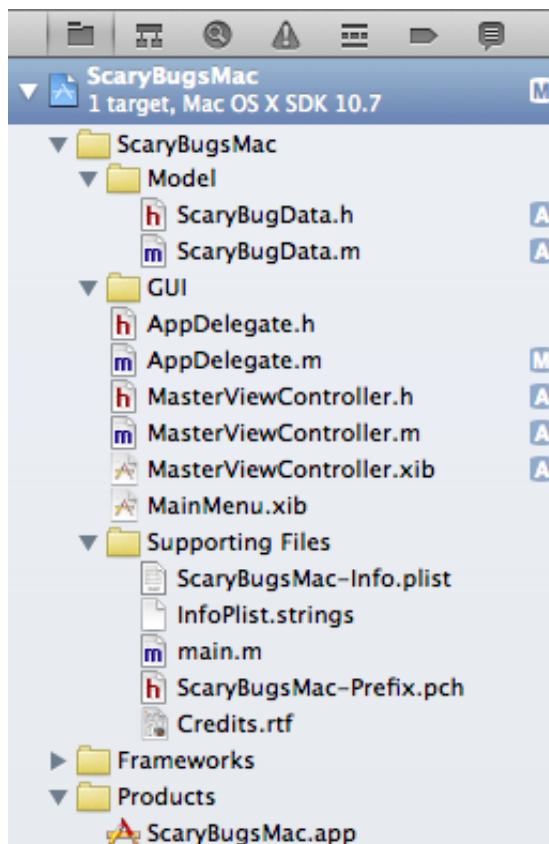 ScaryBugsMac
1 target, Mac OS X SDK 10.7
M
ScaryBugsMac
Model
h ScaryBugData.h A
m ScaryBugData.m A
GUI
h AppDelegate.h
m AppDelegate.m M
h MasterViewController.h A
m MasterViewController.m A
MasterViewController.xib A
MainMenu.xib
Supporting Files
ScaryBugsMac-Info.plist
InfoPlist.strings
m main.m
h ScaryBugsMac-Prefix.pch
Credits.rtf
Frameworks
Products
ScaryBugsMac.app